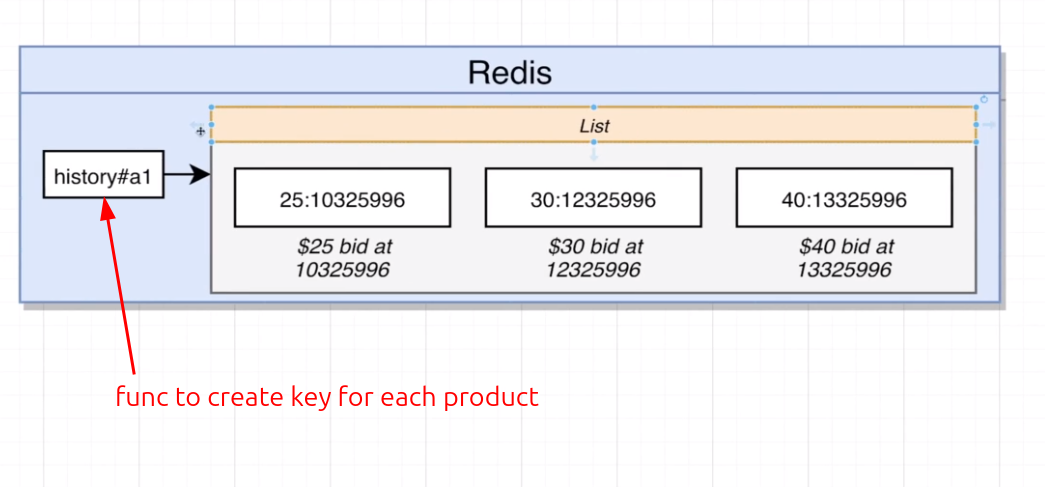 Redis
List
history#a1
25:10325996
30:12325996
40:13325996
$25 bid at
10325996
$30 bid at
12325996
$40 bid at
13325996
func to create key for each product